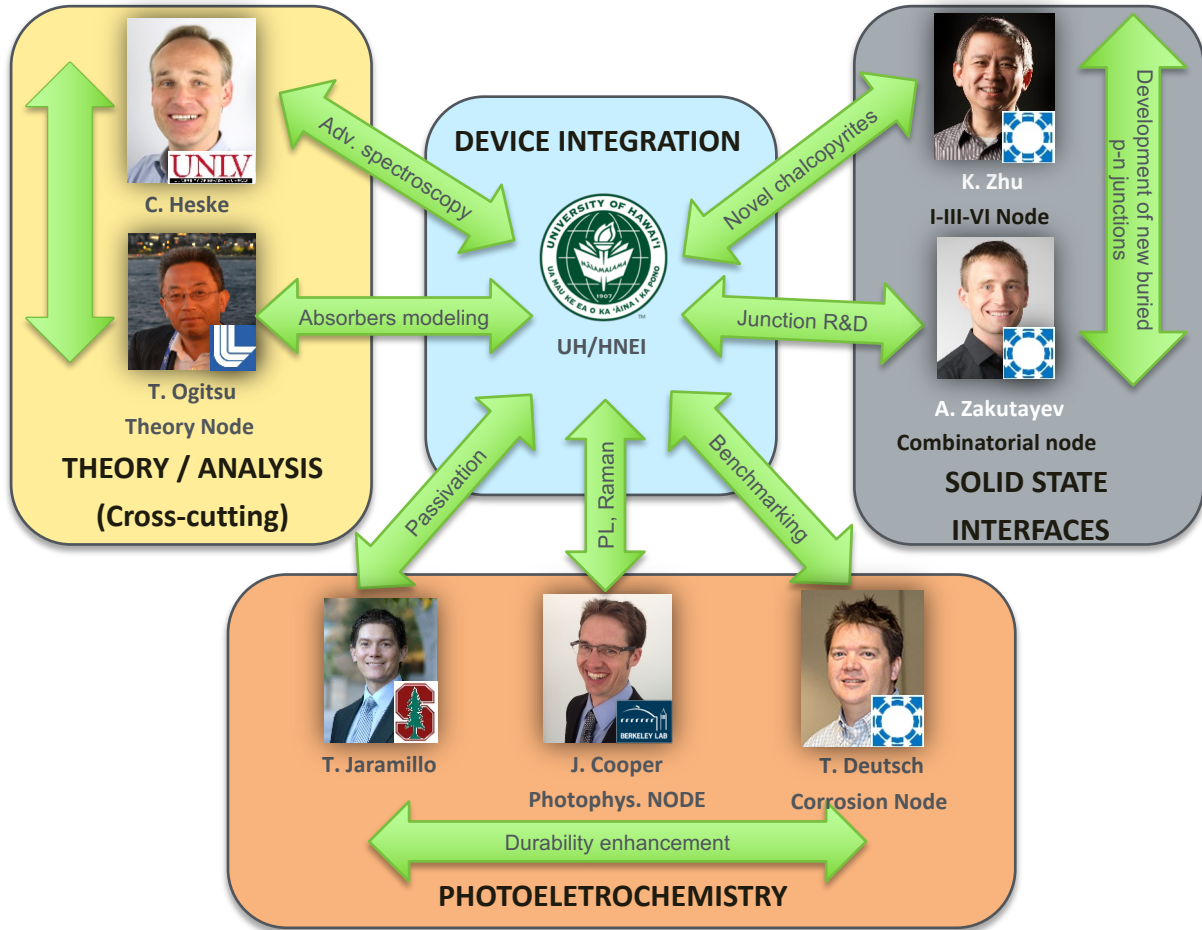 UNLV
C. Heske
T. Ogitsu
Theory Node
THEORY / ANALYSIS
(Cross-cutting)
Adv. spectroscopy
Absorbers modeling
DEVICE INTEGRATION
UNIVERSITY OF HAWAI'I
MĀLAMALAMA
1907
UA MAU KE EA O KA ʻĀINA I KA PONO
TM
UH/HNEI
Novel chalcopyrites
Junction R&D
K. Zhu
I-III-VI Node
A. Zakutayev
Combinatorial node
SOLID STATE
INTERFACES
Development of new buried
p-n junctions
Passivation
PL, Raman
Benchmarking
S
BERKELEY LAB
T. Jaramillo
J. Cooper
Photophys. NODE
T. Deutsch
Corrosion Node
Durability enhancement
PHOTOELETROCHEMISTRY